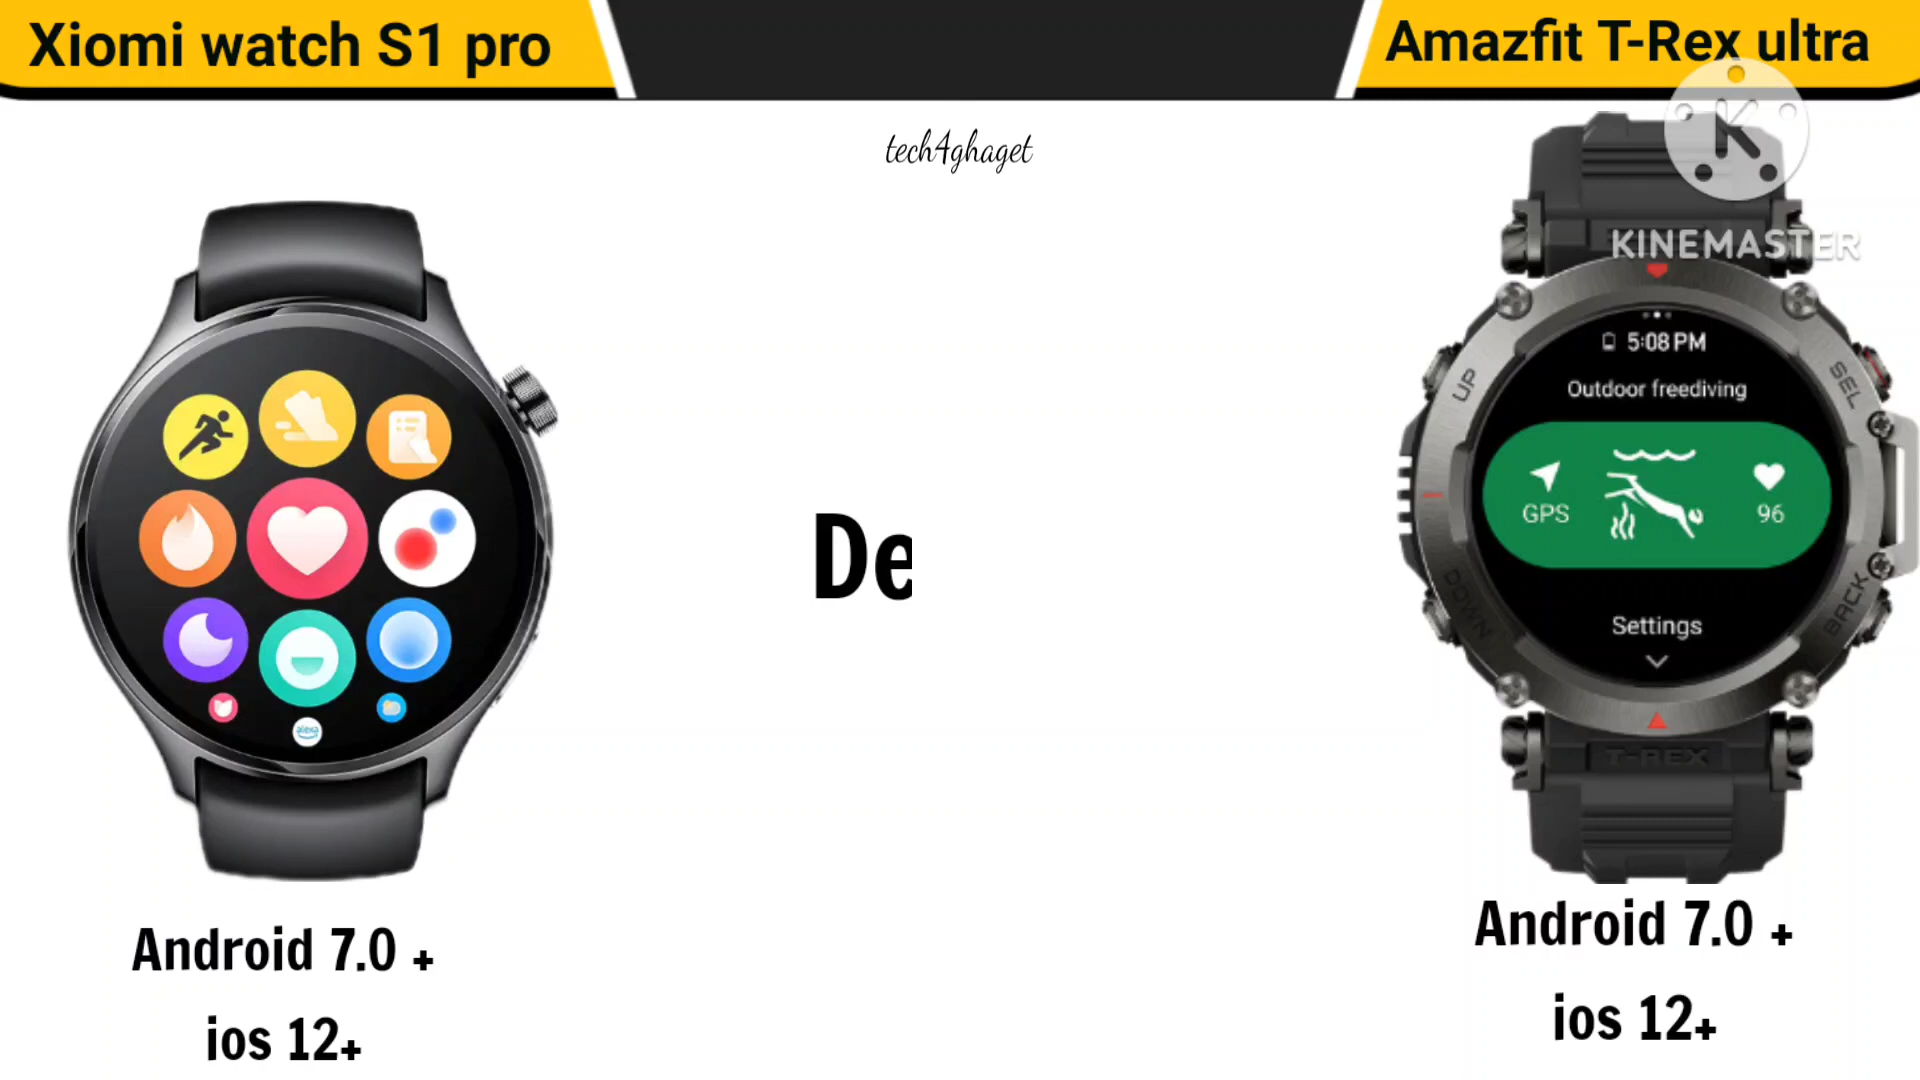 Xiomi watch S1 pro
Amazfit T-Rex ultra
tech4ghaget
K
KINEMASTER
5:08 PM
Outdoor freediving
UP
SEL
GPS
96
De
DOWN
BACK
Settings
alexa
T-REX
Android 7.0 +
ios 12+
Android 7.0 +
ios 12+